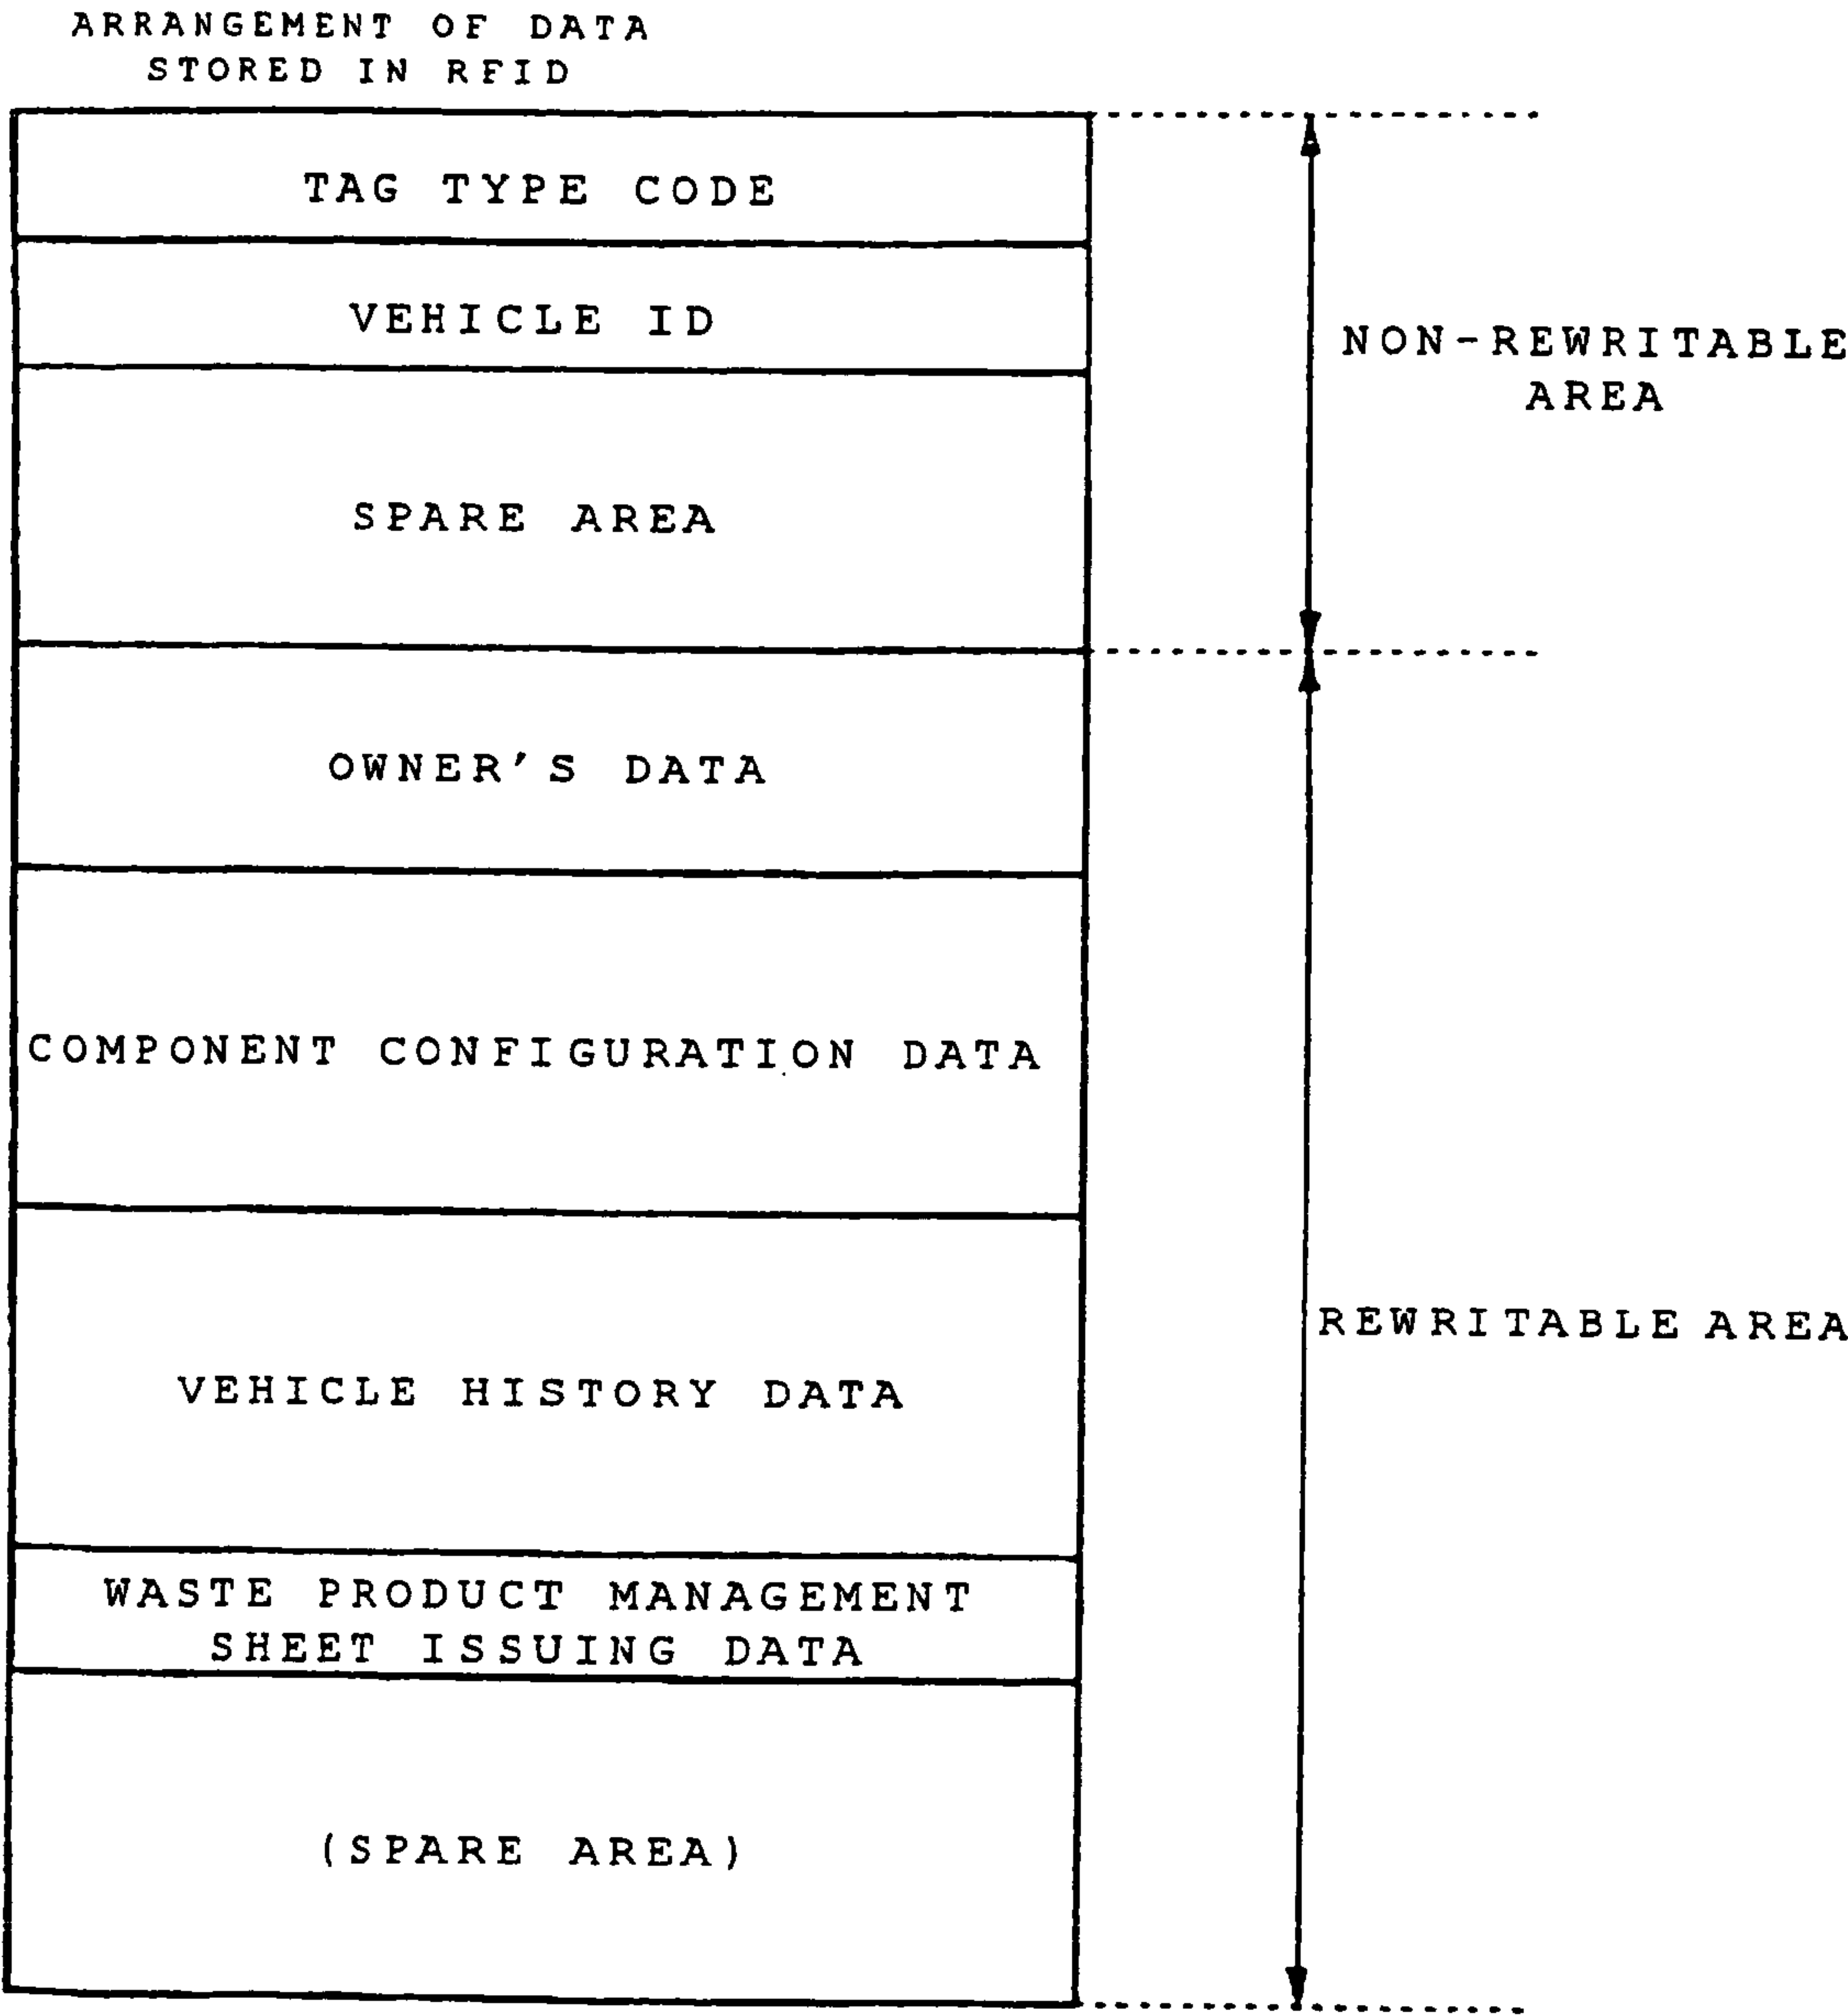 ARRANGEMENT OF DATA
STORED IN RFID
TAG TYPE CODE
VEHICLE ID
SPARE AREA
NON-REWRITABLE
AREA
OWNER'S DATA
COMPONENT CONFIGURATION DATA
VEHICLE HISTORY DATA
REWRITABLE AREA
WASTE PRODUCT MANAGEMENT
SHEET ISSUING DATA
(SPARE AREA)